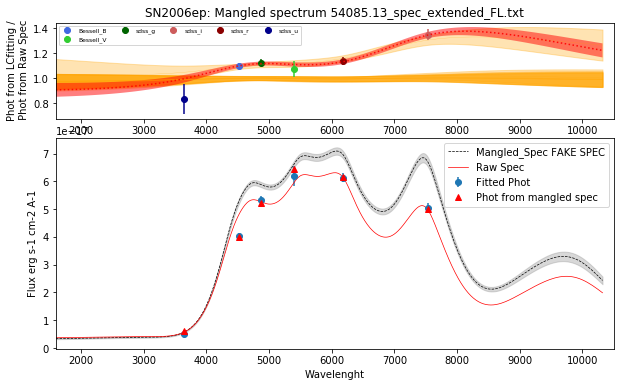 SN2006ep: Mangled spectrum 54085.13_spec_extended_FL.txt
Phot from LCfitting /
Phot from Raw Spec
1.4
1.2
1.0
0.8
Bessell_B
Bessell_V
sdss_g
sdss_i
sdss_r
sdss_u
2000 3000 4000 5000 6000 7000 8000 9000 10000
1e−17
Flux erg s-1 cm-2 A-1
7
6
5
4
3
2
1
0
Mangled_Spec FAKE SPEC
Raw Spec
Fitted Phot
Phot from mangled spec
2000 3000 4000 5000 6000 7000 8000 9000 10000
Wavelenght